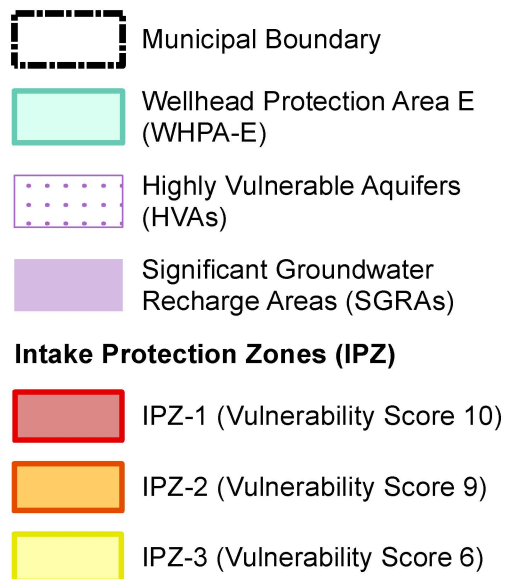 Municipal Boundary
Wellhead Protection Area E
(WHPA-E)
Highly Vulnerable Aquifers
(HVAs)
Significant Groundwater
Recharge Areas (SGRAs)
Intake Protection Zones (IPZ)
IPZ-1 (Vulnerability Score 10)
IPZ-2 (Vulnerability Score 9)
IPZ-3 (Vulnerability Score 6)